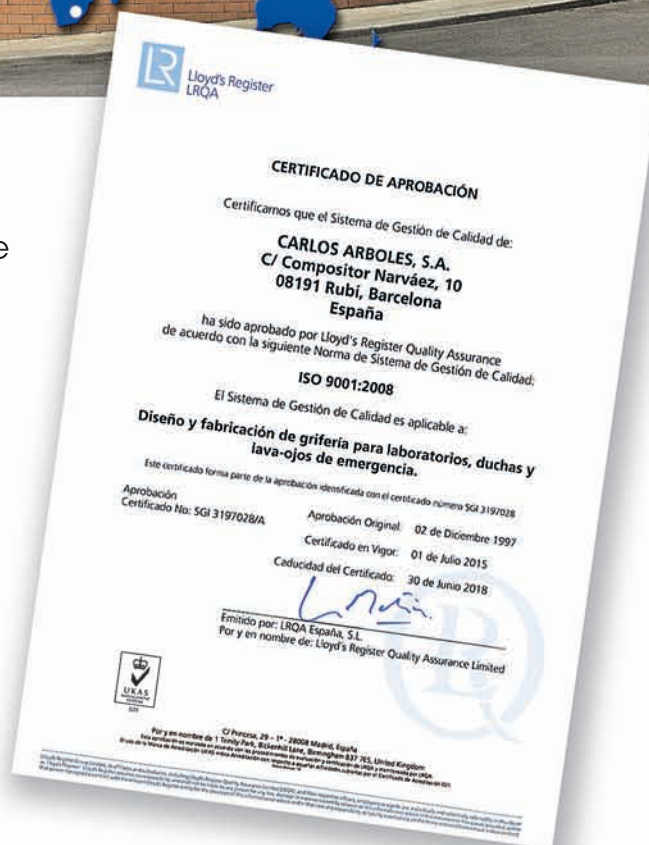 e
LR
Lloyd's Register
LRQA
CERTIFICADO DE APROBACIÓN
Certificamos que el Sistema de Gestión de Calidad de:
CARLOS ARBOLES, S.A.
C/ Compositor Narváez, 10
08191 Rubí, Barcelona
España
ha sido aprobado por Lloyd's Register Quality Assurance
de acuerdo con la siguiente Norma de Sistema de Gestión de Calidad:
ISO 9001:2008
El Sistema de Gestión de Calidad es aplicable a:
Diseño y fabricación de grifería para laboratorios, duchas y
lava-ojos de emergencia.
Este certificado forma parte de la aprobación identificada con el certificado número SGI 3197028
Aprobación
Certificado No: SGI 3197028/A
Aprobación Original: 02 de Diciembre 1997
Certificado en Vigor: 01 de Julio 2015
Caducidad del Certificado: 30 de Junio 2018
Emitido por: LRQA España, S.L.
Por y en nombre de: Lloyd's Register Quality Assurance Limited
UKAS
C/ Princesa, 29 – 1º – 28008 Madrid, España
Por y en nombre de 1 Trinity Park, Bickenhill Lane, Birmingham B37 7ES, United Kingdom